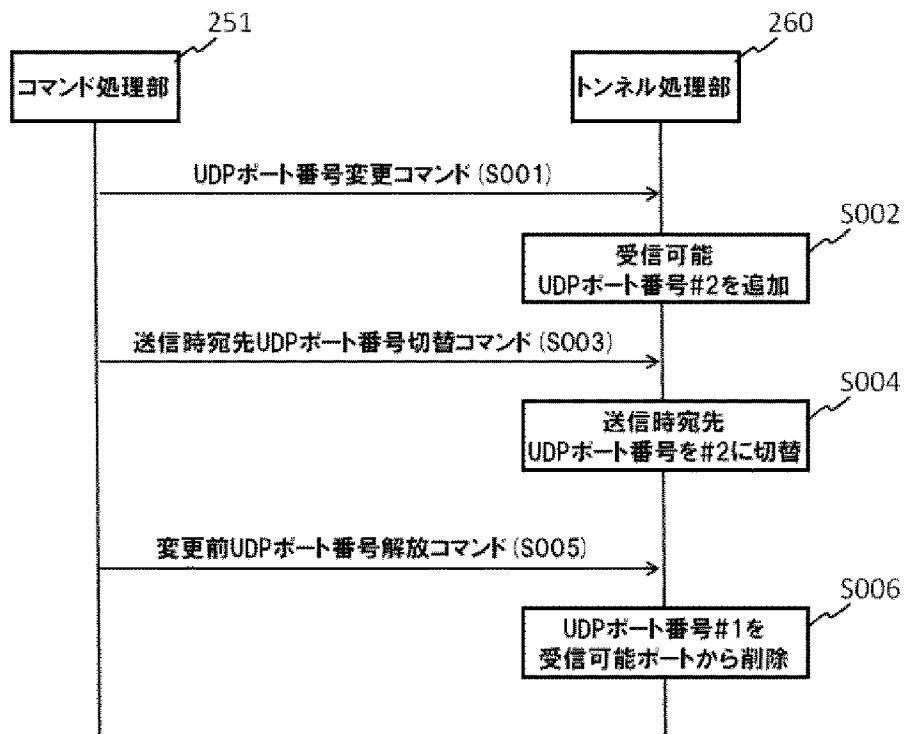 251
260
コマンド処理部
トンネル処理部
UDPポート番号変更コマンド(S001)
S002
受信可能
UDPポート番号#2を追加
送信時宛先UDPポート番号切替コマンド(S003)
S004
送信時宛先
UDPポート番号を#2に切替
変更前UDPポート番号解放コマンド(S005)
S006
UDPポート番号#1を
受信可能ポートから削除